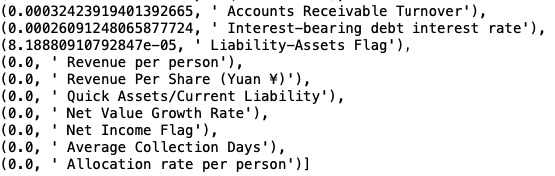 (0.00032423919401392665, ' Accounts Receivable Turnover'),
(0.00026091248065877724, ' Interest-bearing debt interest rate'),
(8.18880910792847e-05, ' Liability-Assets Flag'),
(0.0, ' Revenue per person'),
(0.0, ' Revenue Per Share (Yuan ¥)'),
(0.0, ' Quick Assets/Current Liability'),
(0.0, ' Net Value Growth Rate'),
(0.0, ' Net Income Flag'),
(0.0, ' Average Collection Days'),
(0.0, ' Allocation rate per person')]